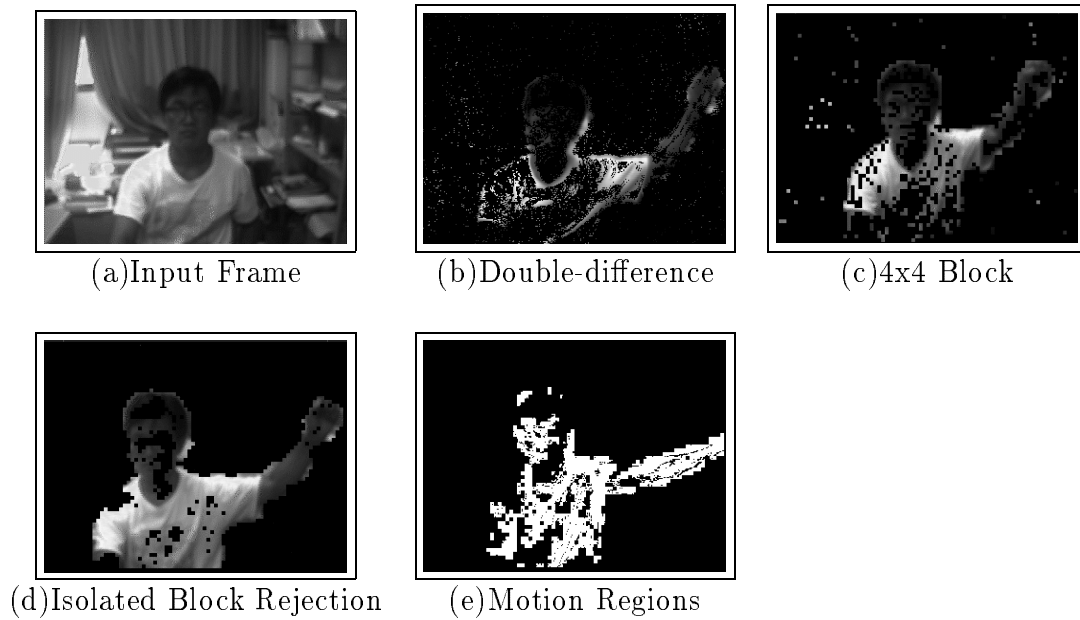 (a)Input Frame
(b)Double-difference
(c)4x4 Block
(d)Isolated Block Rejection
(e)Motion Regions